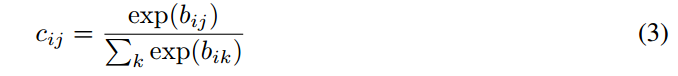 c_{ij} = \frac{\exp(b_{ij})}{\sum_k \exp(b_{ik})} (3)